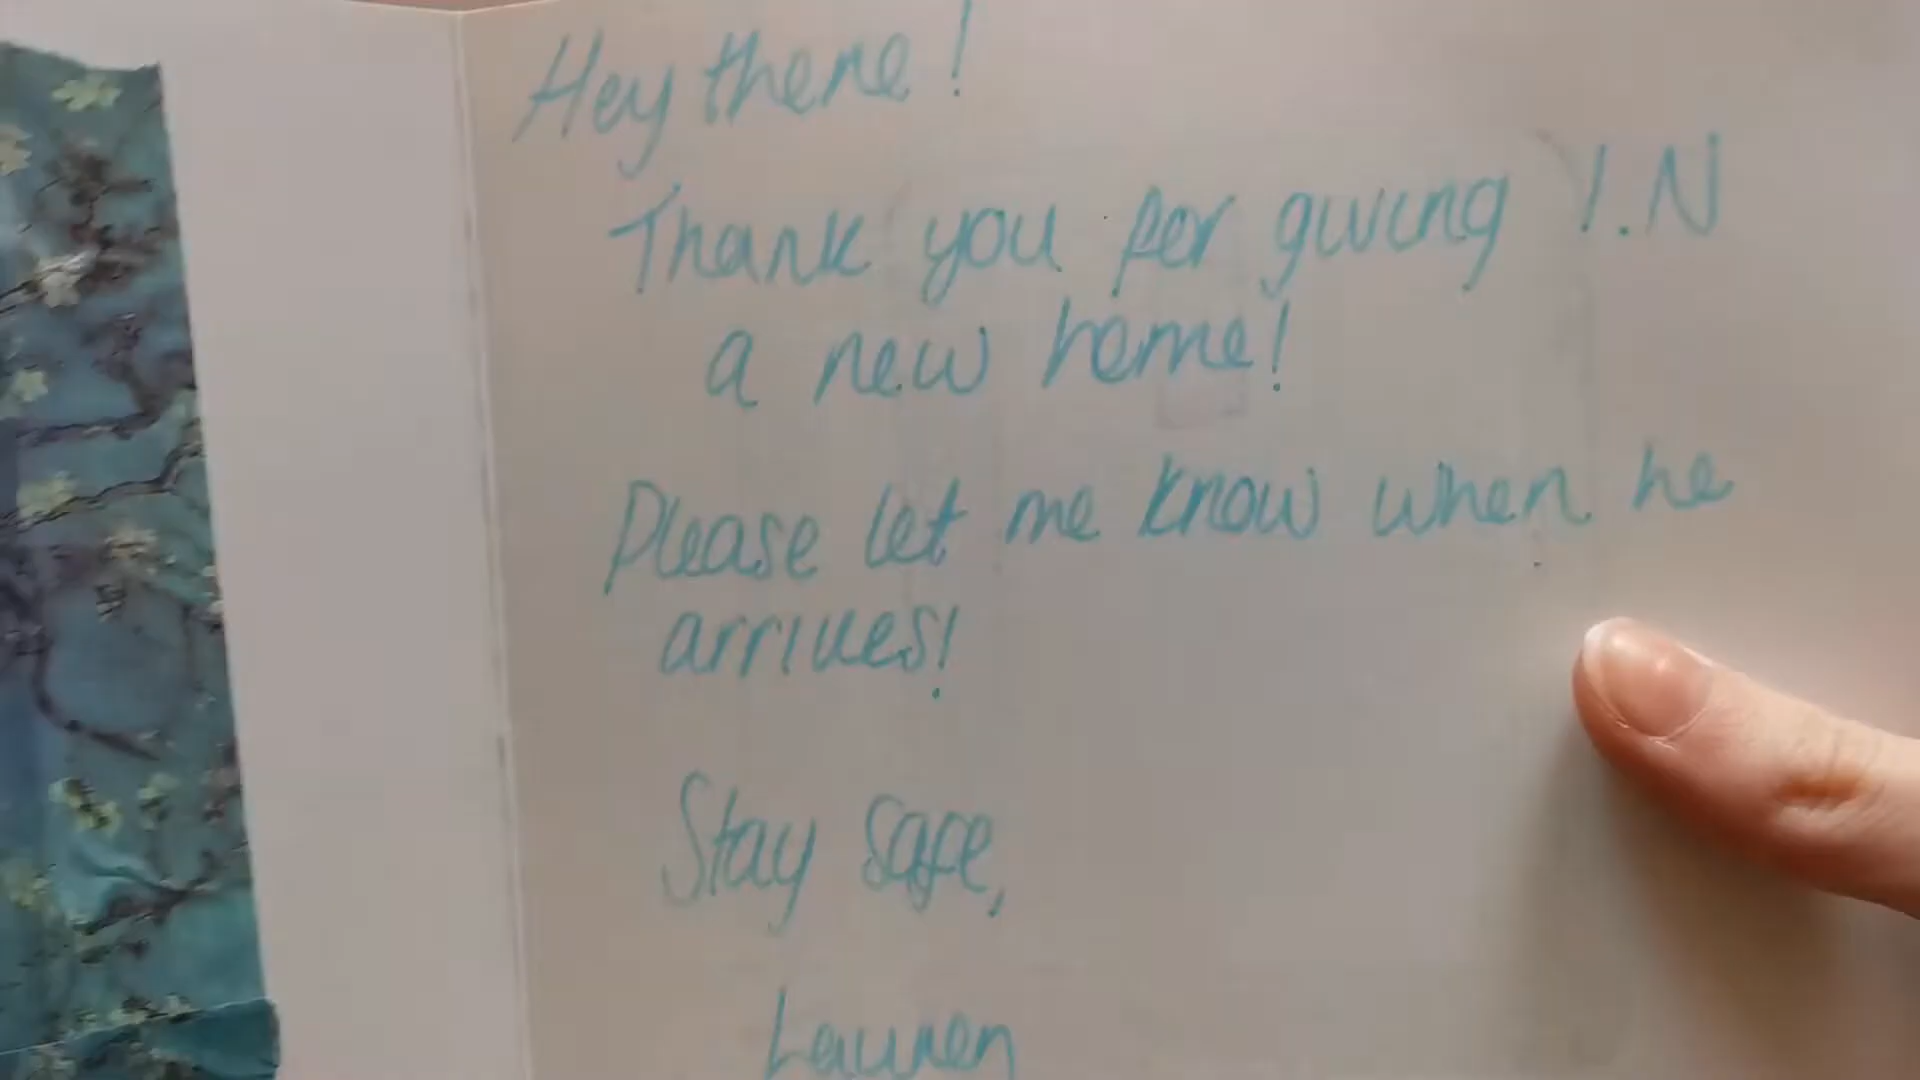 Hey there!
Thank you for giving I.N
a new home!
Please let me know when he
arrives!
Stay safe,
Lauren